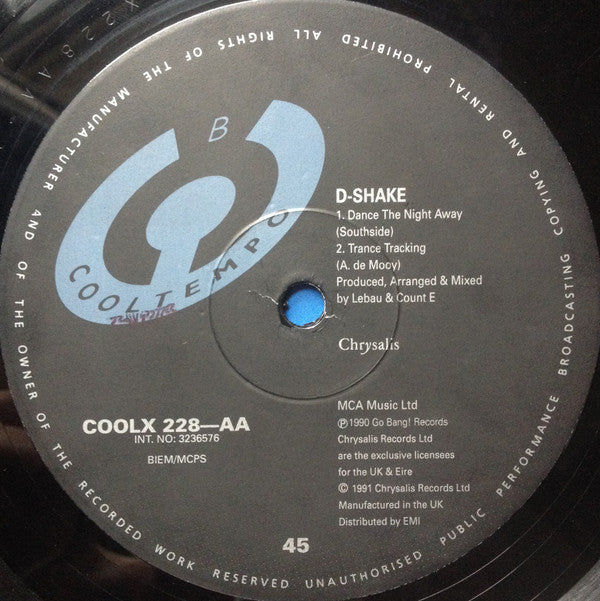 B
COOLTEMPO
D-SHAKE
1. Dance The Night Away
(Southside)
2. Trance Tracking
(A. de Mooy)
Produced, Arranged & Mixed
by Lebau & Count E
Chrysalis
COOLX 228—AA
INT. NO: 3236576
BIEM/MCPS
MCA Music Ltd
Ⓟ 1990 Go Bang! Records
Chrysalis Records Ltd
are the exclusive licensees
for the UK & Eire
© 1991 Chrysalis Records Ltd
Manufactured in the UK
Distributed by EMI
45
ALL RIGHTS OF THE MANUFACTURER AND OF THE OWNER OF THE RECORDED WORK RESERVED UNAUTHORISED PUBLIC PERFORMANCE BROADCASTING COPYING AND RENTAL PROHIBITED